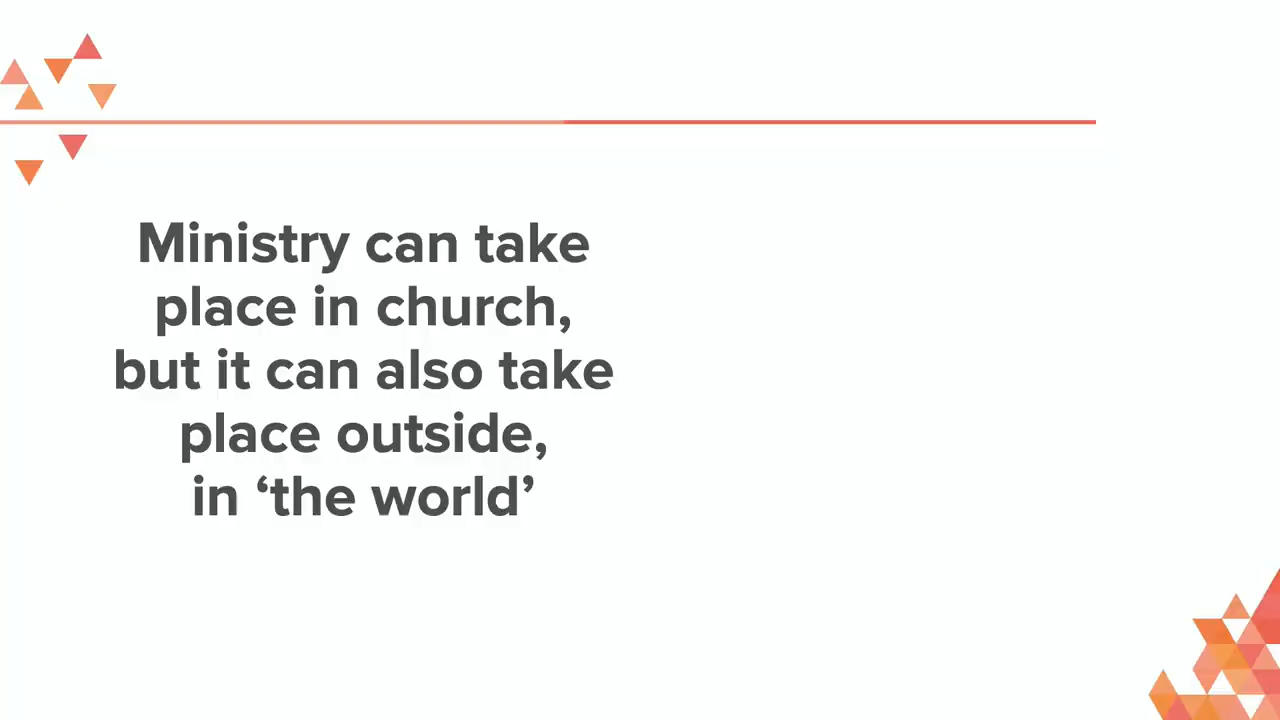 Ministry can take
place in church,
but it can also take
place outside,
in ‘the world’